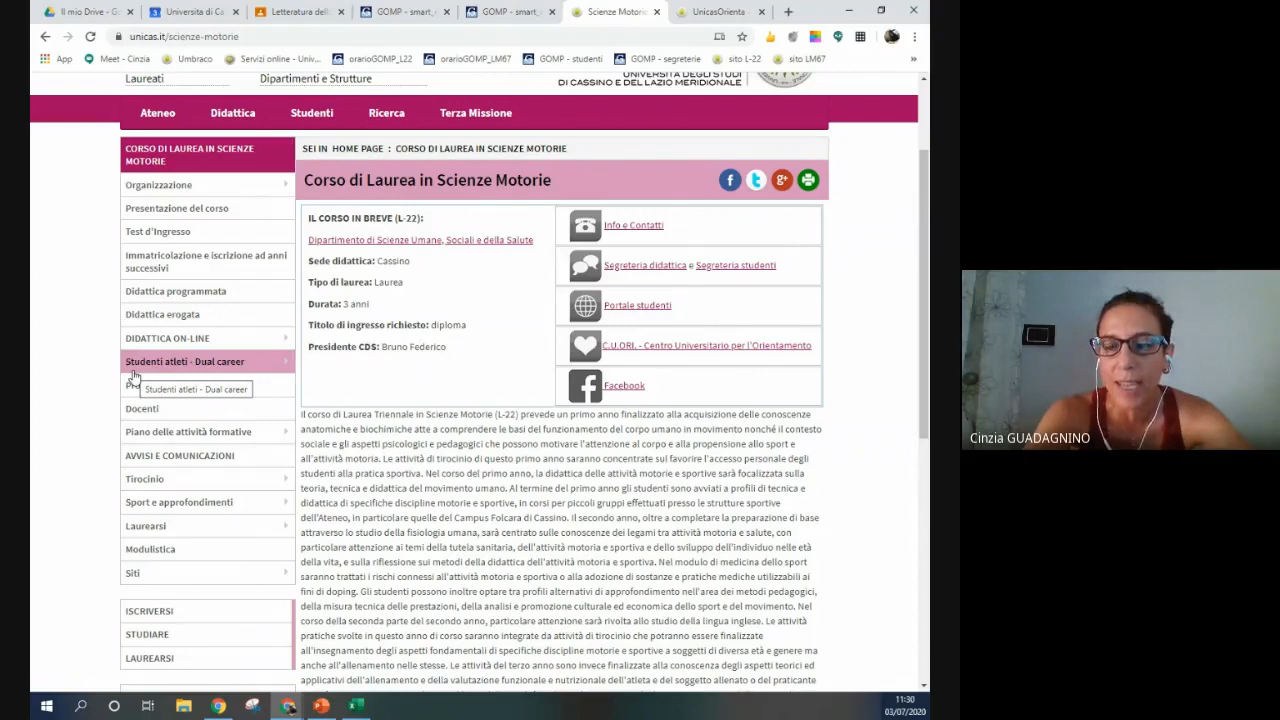 Il mio Drive - G
Università di Ca
Letteratura dell
GOMP - smart_
GOMP - smart_
Scienze Motorie
UnicasOrienta
unicas.it/scienze-motorie
App
Meet - Cinzia
Umbraco
Servizi online - Univ...
orarioGOMP_L22
orarioGOMP_LM67
GOMP - studenti
GOMP - segreterie
sito L-22
sito LM67
Laureati
Dipartimenti e Strutture
UNIVERSITÀ DEGLI STUDI
DI CASSINO E DEL LAZIO MERIDIONALE
Ateneo
Didattica
Studenti
Ricerca
Terza Missione
CORSO DI LAUREA IN SCIENZE
MOTORIE
Organizzazione
Presentazione del corso
Test d'Ingresso
Immatricolazione e iscrizione ad anni
successivi
Didattica programmata
Didattica erogata
DIDATTICA ON-LINE
Studenti atleti - Dual career
Studenti atleti - Dual career
Docenti
Piano delle attività formative
AVVISI E COMUNICAZIONI
Tirocinio
Sport e approfondimenti
Laurearsi
Modulistica
Siti
ISCRIVERSI
STUDIARE
LAUREARSI
SEI IN HOME PAGE : CORSO DI LAUREA IN SCIENZE MOTORIE
Corso di Laurea in Scienze Motorie
IL CORSO IN BREVE (L-22):
Dipartimento di Scienze Umane, Sociali e della Salute
Sede didattica: Cassino
Tipo di laurea: Laurea
Durata: 3 anni
Titolo di ingresso richiesto: diploma
Presidente CDS: Bruno Federico
Info e Contatti
Segreteria didattica e Segreteria studenti
Portale studenti
C.U.ORI. - Centro Universitario per l'Orientamento
Facebook
Il corso di Laurea Triennale in Scienze Motorie (L-22) prevede un primo anno finalizzato alla acquisizione delle conoscenze
anatomiche e biochimiche atte a comprendere le basi del funzionamento del corpo umano in movimento nonché il contesto
sociale e gli aspetti psicologici e pedagogici che possono motivare l'attenzione al corpo e alla propensione allo sport e
all'attività motoria. Le attività di tirocinio di questo primo anno saranno concentrate sul favorire l'accesso personale degli
studenti alla pratica sportiva. Nel corso del primo anno, la didattica delle attività motorie e sportive sarà focalizzata sulla
teoria, tecnica e didattica del movimento umano. Al termine del primo anno gli studenti sono avviati a profili di tecnica e
didattica di specifiche discipline motorie e sportive, in corsi per piccoli gruppi effettuati presso le strutture sportive
dell'Ateneo, in particolare quelle del Campus Folcara di Cassino. Il secondo anno, oltre a completare la preparazione di base
attraverso lo studio della fisiologia umana, sarà centrato sulle conoscenze dei legami tra attività motoria e salute, con
particolare attenzione ai temi della tutela sanitaria, dell'attività motoria e sportiva e dello sviluppo dell'individuo nelle età
della vita, e sulla riflessione sui metodi della didattica dell'attività motoria e sportiva. Nel modulo di medicina dello sport
saranno trattati i rischi connessi all'attività motoria e sportiva o alla adozione di sostanze e pratiche mediche utilizzabili ai
fini di doping. Gli studenti possono inoltre optare tra profili alternativi di approfondimento nell'area dei metodi pedagogici,
della misura tecnica delle prestazioni, della analisi e promozione culturale ed economica dello sport e del movimento. Nel
corso della seconda parte del secondo anno, particolare attenzione sarà rivolta allo studio della lingua inglese. Le attività
pratiche svolte in questo anno di corso saranno integrate da attività di tirocinio che potranno essere finalizzate
all'insegnamento degli aspetti fondamentali di specifiche discipline motorie e sportive a soggetti di diversa età e genere ma
anche all'allenamento nelle stesse. Le attività del terzo anno sono invece finalizzate alla conoscenza degli aspetti teorici ed
applicativi dell'allenamento e della valutazione funzionale e nutrizionale dell'atleta e del soggetto allenato o del praticante
Cinzia GUADAGNINO
11:30
03/07/2020